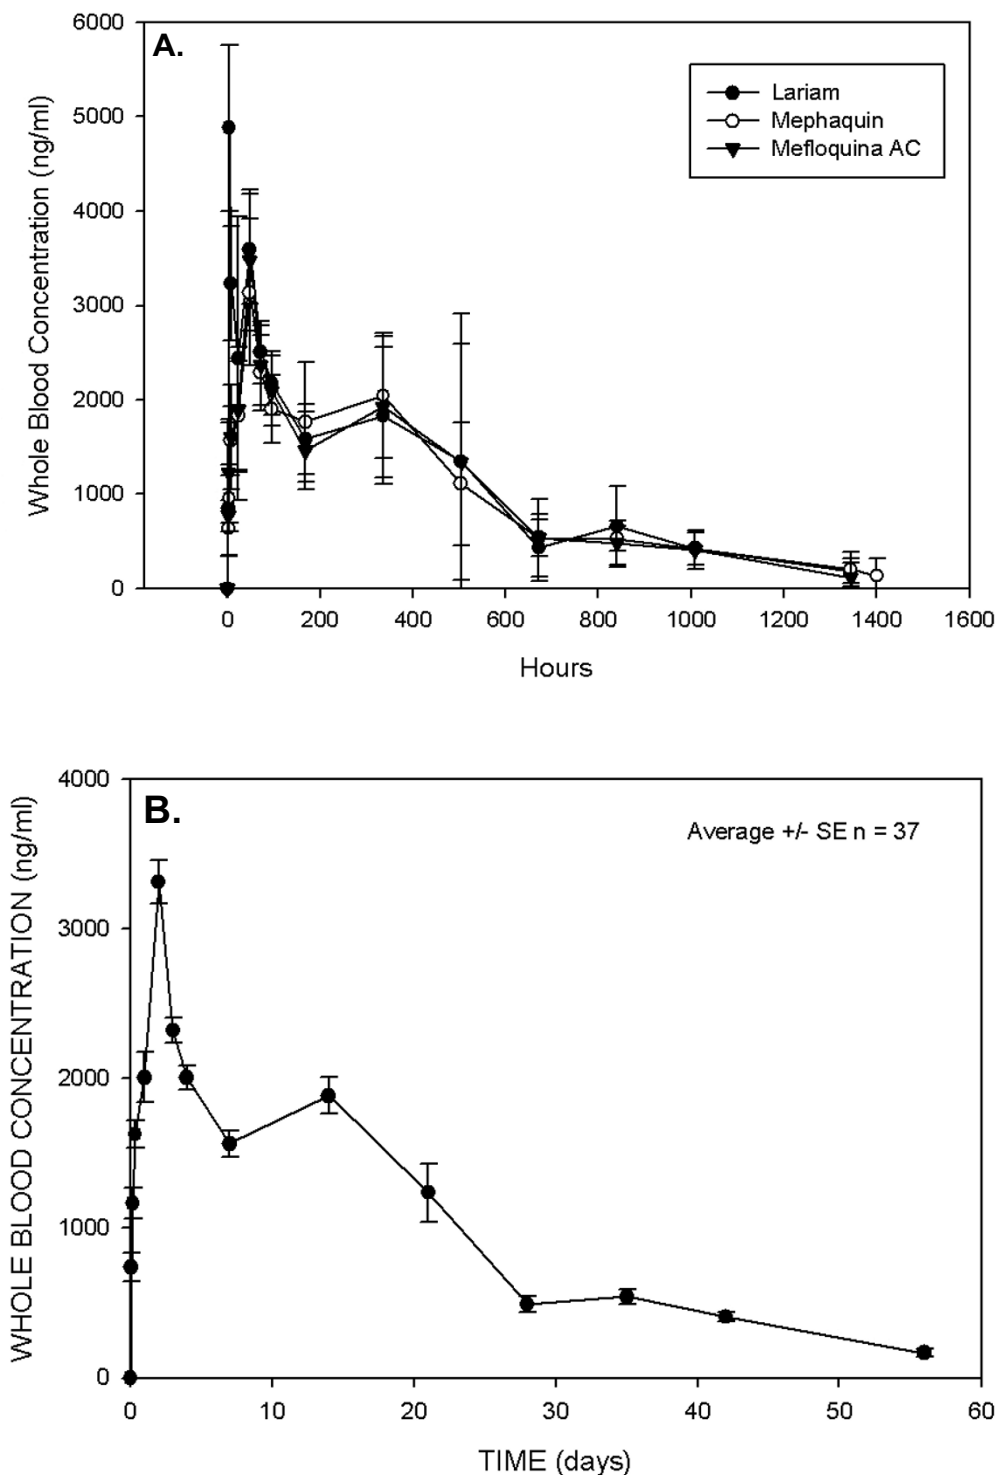 A.
Whole Blood Concentration (ng/ml)
6000
5000
4000
3000
2000
1000
0
Lariam
Mephaquin
Mefloquina AC
0 200 400 600 800 1000 1200 1400 1600
Hours
B.
Average +/- SE n = 37
WHOLE BLOOD CONCENTRATION (ng/ml)
4000
3000
2000
1000
0
0 10 20 30 40 50 60
TIME (days)